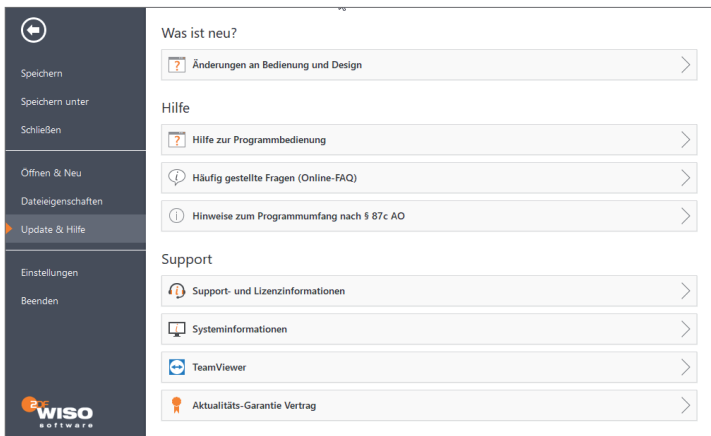 Was ist neu?
Änderungen an Bedienung und Design
Speichern
Speichern unter
Schließen
Öffnen & Neu
Dateieigenschaften
Update & Hilfe
Einstellungen
Beenden
ZDF
WISO
software
Hilfe
Hilfe zur Programmbedienung
Häufig gestellte Fragen (Online-FAQ)
Hinweise zum Programmumfang nach § 87c AO
Support
Support- und Lizenzinformationen
Systeminformationen
TeamViewer
Aktualitäts-Garantie Vertrag